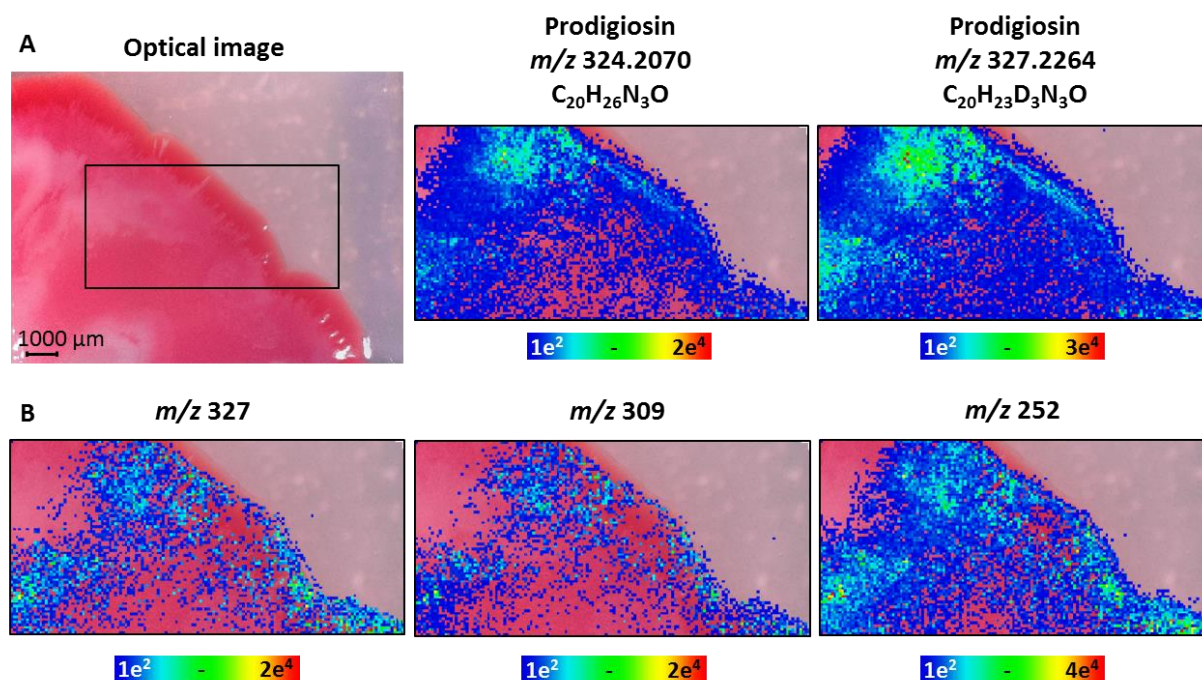 A
Optical image
Prodigiosin
m/z 324.2070
C₂₀H₂₆N₃O
Prodigiosin
m/z 327.2264
C₂₀H₂₃D₃N₃O
1000 µm
1e² - 2e⁴
1e² - 3e⁴
B
m/z 327
m/z 309
m/z 252
1e² - 2e⁴
1e² - 2e⁴
1e² - 4e⁴